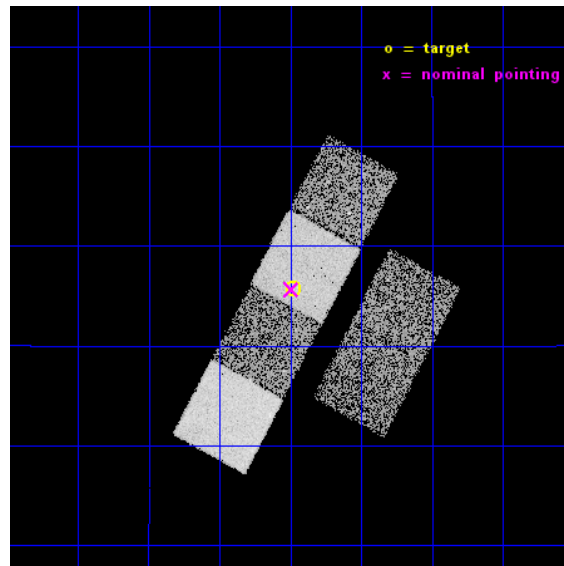 o = target
x = nominal pointing